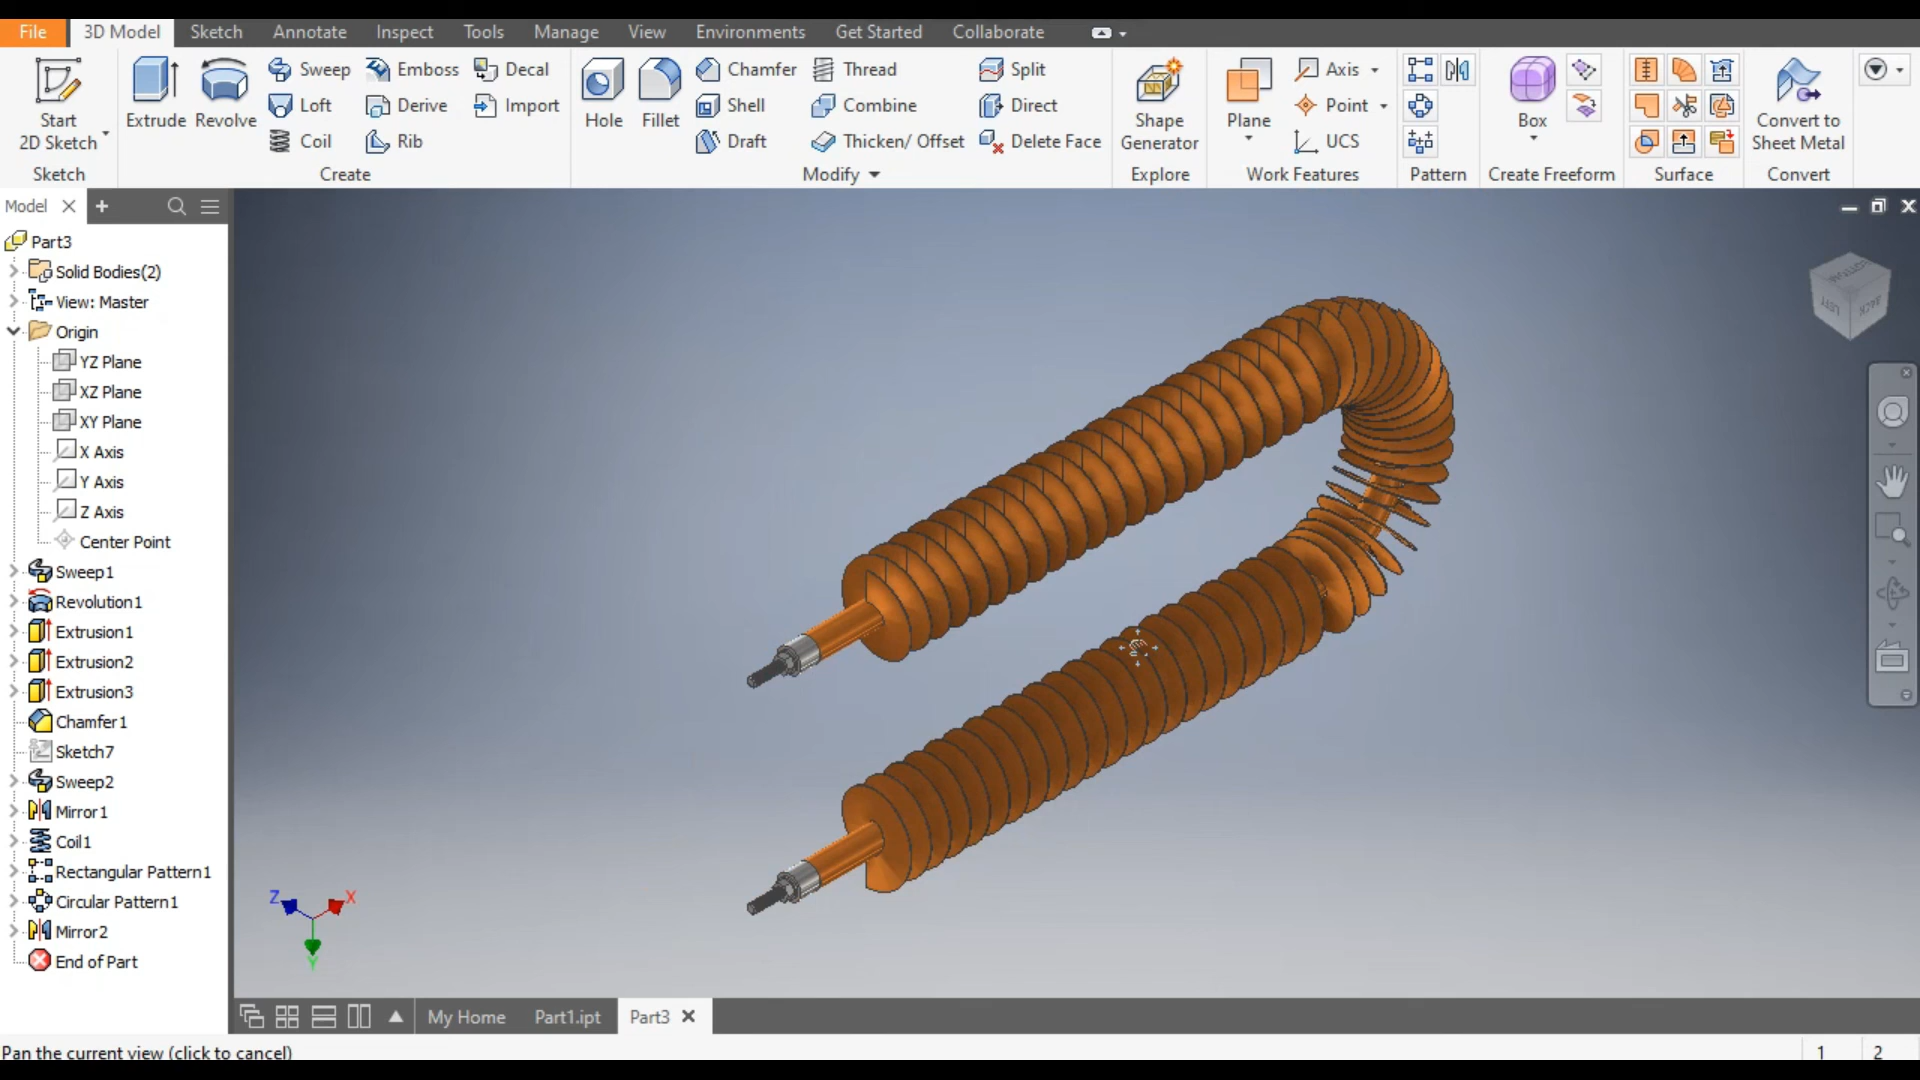 File 3D Model Sketch Annotate Inspect Tools Manage View Environments Get Started Collaborate
Start
2D Sketch
Extrude
Revolve
Sweep
Loft
Coil
Emboss
Derive
Rib
Decal
Import
Hole
Fillet
Chamfer
Shell
Draft
Thread
Combine
Thicken/ Offset
Split
Direct
Delete Face
Shape
Generator
Plane
Axis
Point
UCS
Box
Convert to
Sheet Metal
Sketch Create Modify Explore Work Features Pattern Create Freeform Surface Convert
Model
Part3
Solid Bodies(2)
View: Master
Origin
YZ Plane
XZ Plane
XY Plane
X Axis
Y Axis
Z Axis
Center Point
Sweep1
Revolution1
Extrusion1
Extrusion2
Extrusion3
Chamfer1
Sketch7
Sweep2
Mirror1
Coil1
Rectangular Pattern1
Circular Pattern1
Mirror2
End of Part
BOTTOM
LEFT
BACK
Z X
Y
My Home Part1.ipt Part3
Pan the current view (click to cancel) 1 2